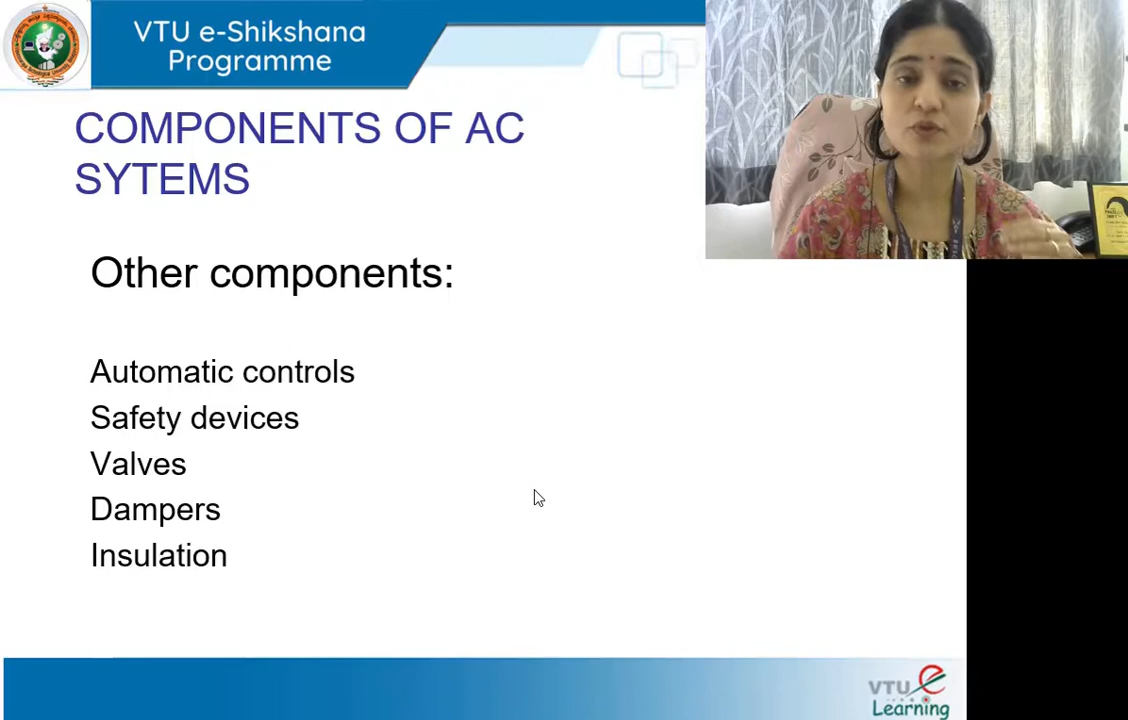 VTU e-Shikshana
Programme
COMPONENTS OF AC
SYTEMS
Other components:
Automatic controls
Safety devices
Valves
Dampers
Insulation
VTU e
Learning